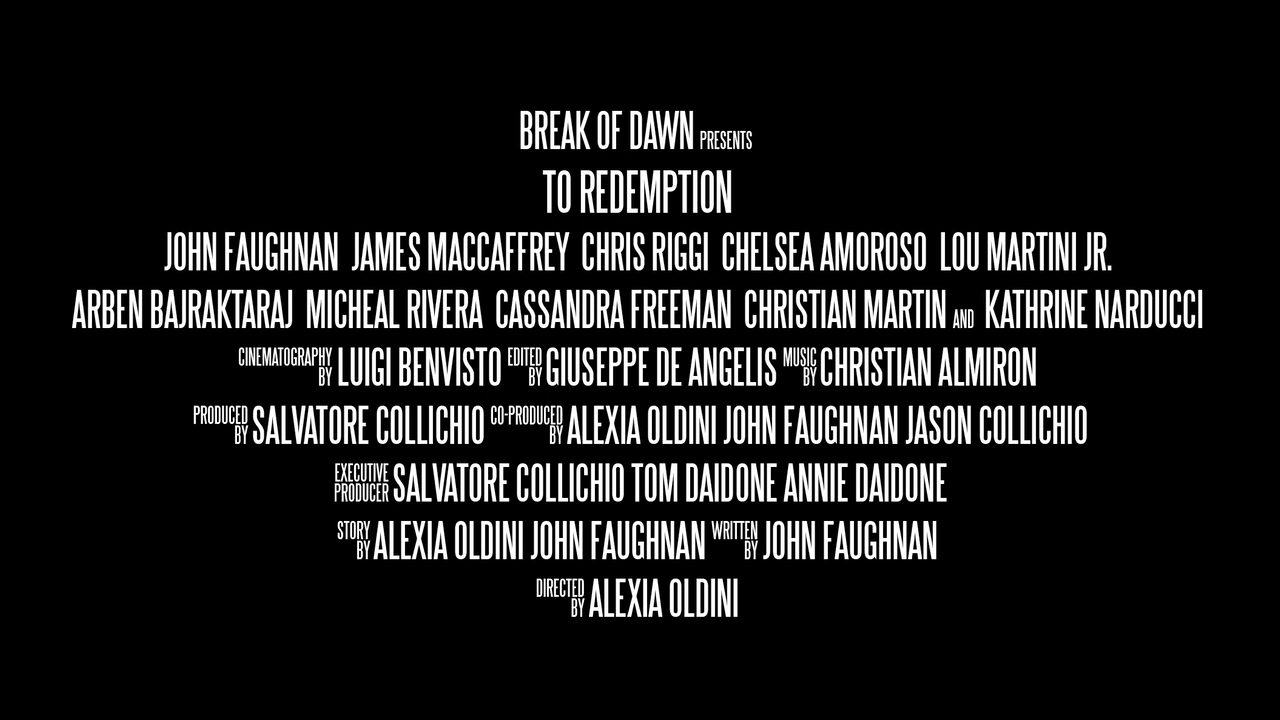 BREAK OF DAWN PRESENTS
TO REDEMPTION
JOHN FAUGHNAN JAMES MACCAFFREY CHRIS RIGGI CHELSEA AMOROSO LOU MARTINI JR.
ARBEN BAJRAKTARAJ MICHEAL RIVERA CASSANDRA FREEMAN CHRISTIAN MARTIN AND KATHRINE NARDUCCI
CINEMATOGRAPHY BY LUIGI BENVISTO EDITED BY GIUSEPPE DE ANGELIS MUSIC BY CHRISTIAN ALMIRON
PRODUCED BY SALVATORE COLLICHIO CO-PRODUCED BY ALEXIA OLDINI JOHN FAUGHNAN JASON COLLICHIO
EXECUTIVE PRODUCER SALVATORE COLLICHIO TOM DAIDONE ANNIE DAIDONE
STORY BY ALEXIA OLDINI JOHN FAUGHNAN WRITTEN BY JOHN FAUGHNAN
DIRECTED BY ALEXIA OLDINI